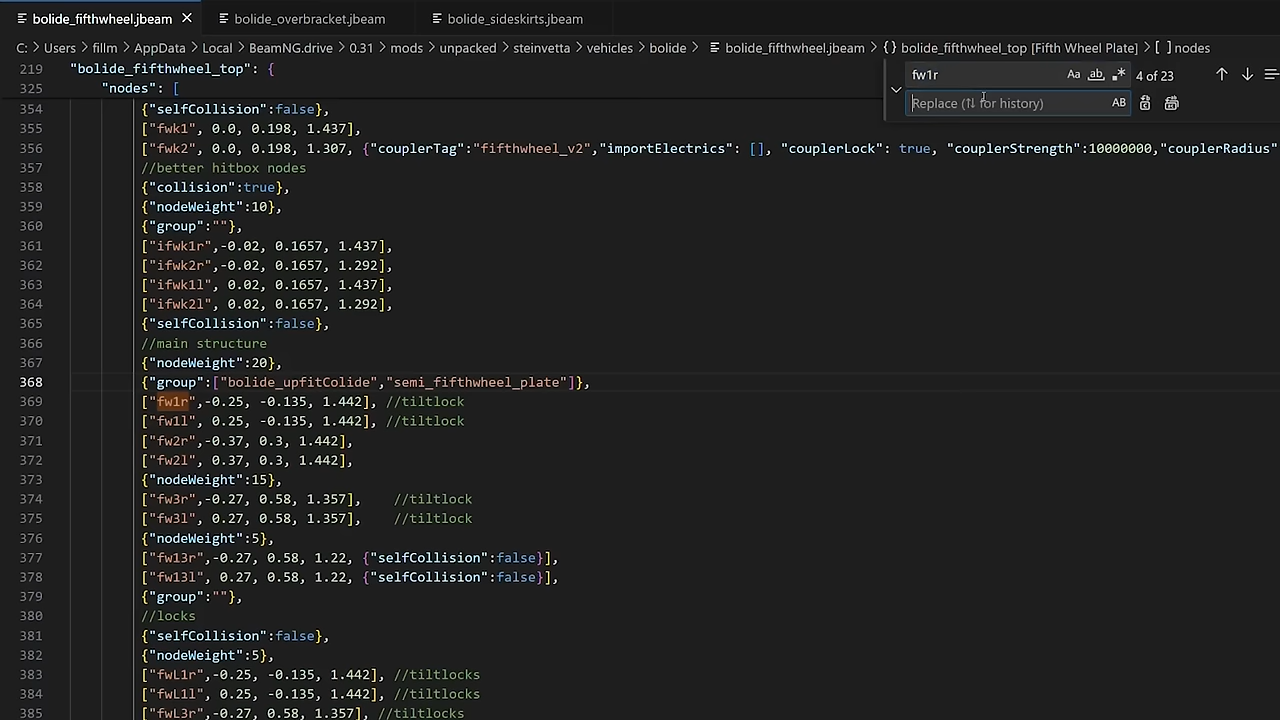 bolide_fifthwheel.jbeam bolide_overbracket.jbeam bolide_sideskirts.jbeam
C: > Users > fillm > AppData > Local > BeamNG.drive > 0.31 > mods > unpacked > steinvetta > vehicles > bolide > bolide_fifthwheel.jbeam > {} bolide_fifthwheel_top [Fifth Wheel Plate] > [ ] nodes
219 "bolide_fifthwheel_top": {
325 "nodes": [
fw1r Aa ab .* 4 of 23
Replace (⇅ for history) AB
354 {"selfCollision":false},
355 ["fwk1", 0.0, 0.198, 1.437],
356 ["fwk2", 0.0, 0.198, 1.307, {"couplerTag":"fifthwheel_v2","importElectrics": [], "couplerLock": true, "couplerStrength":10000000,"couplerRadius"
357 //better hitbox nodes
358 {"collision":true},
359 {"nodeWeight":10},
360 {"group":""},
361 ["ifwk1r",-0.02, 0.1657, 1.437],
362 ["ifwk2r",-0.02, 0.1657, 1.292],
363 ["ifwk1l", 0.02, 0.1657, 1.437],
364 ["ifwk2l", 0.02, 0.1657, 1.292],
365 {"selfCollision":false},
366 //main structure
367 {"nodeWeight":20},
368 {"group":["bolide_upfitColide","semi_fifthwheel_plate"]},
369 ["fw1r",-0.25, -0.135, 1.442], //tiltlock
370 ["fw1l", 0.25, -0.135, 1.442], //tiltlock
371 ["fw2r",-0.37, 0.3, 1.442],
372 ["fw2l", 0.37, 0.3, 1.442],
373 {"nodeWeight":15},
374 ["fw3r",-0.27, 0.58, 1.357], //tiltlock
375 ["fw3l", 0.27, 0.58, 1.357], //tiltlock
376 {"nodeWeight":5},
377 ["fw13r",-0.27, 0.58, 1.22, {"selfCollision":false}],
378 ["fw13l", 0.27, 0.58, 1.22, {"selfCollision":false}],
379 {"group":""},
380 //locks
381 {"selfCollision":false},
382 {"nodeWeight":5},
383 ["fwL1r",-0.25, -0.135, 1.442], //tiltlocks
384 ["fwL1l", 0.25, -0.135, 1.442], //tiltlocks
385 ["fwL3r",-0.27, 0.58, 1.357], //tiltlocks